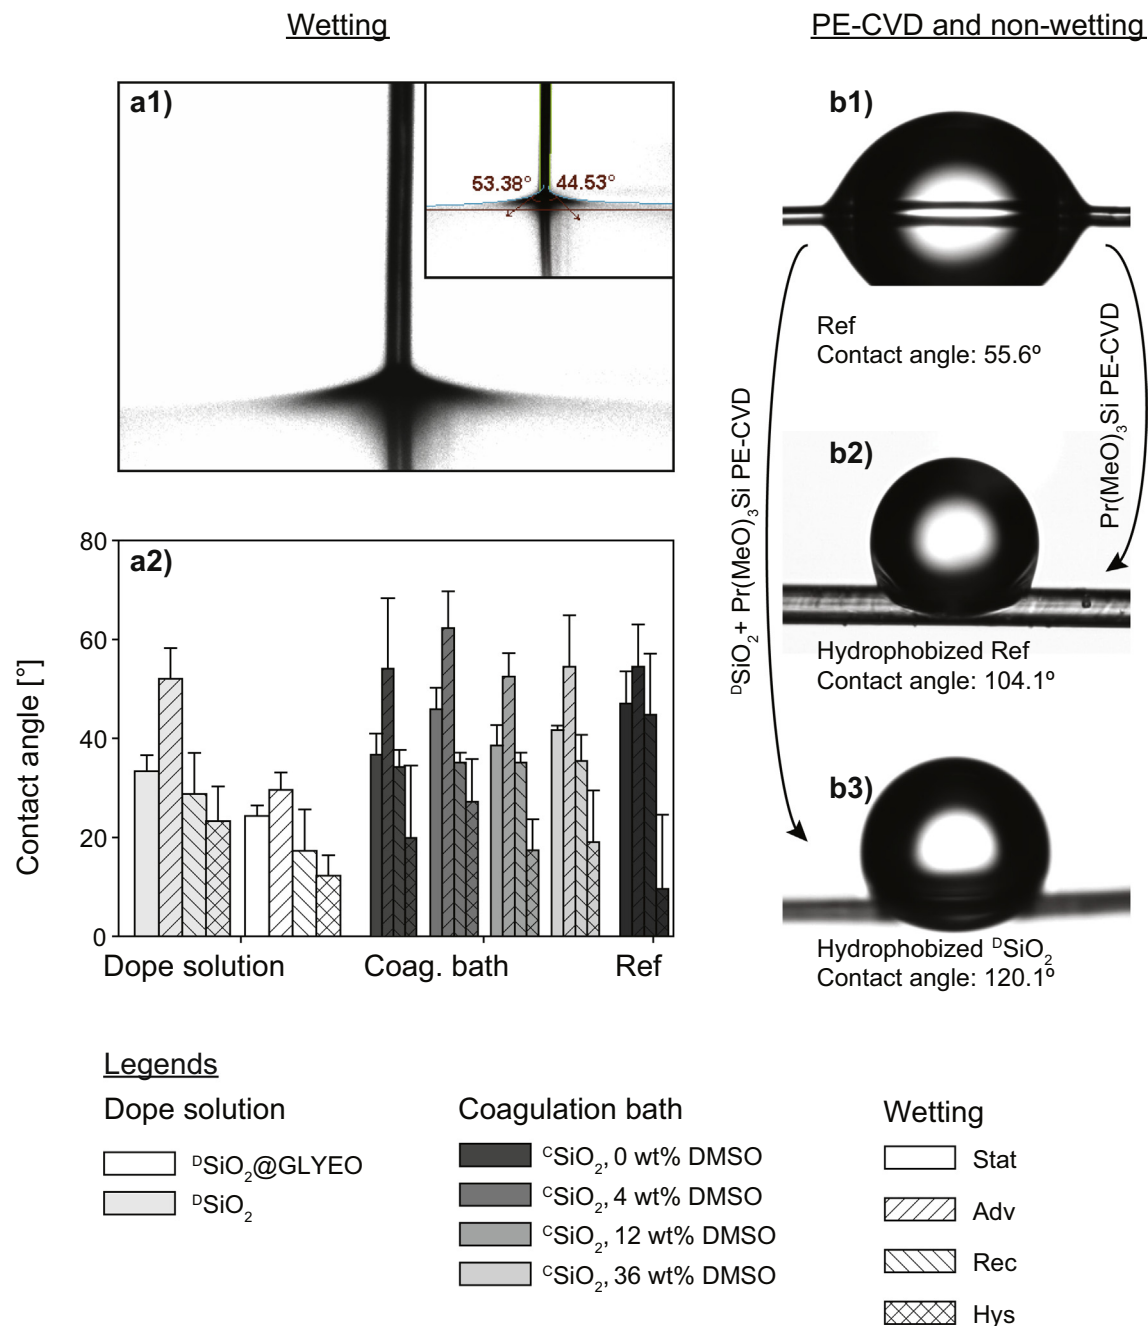 Wetting
a1)
53.38°
44.53°
a2)
Contact angle [°]
80
60
40
20
0
Dope solution
Coag. bath
Ref
PE-CVD and non-wetting
b1)
Ref
Contact angle: 55.6º
ᴰSiO₂ + Pr(MeO)₃Si PE-CVD
Pr(MeO)₃Si PE-CVD
b2)
Hydrophobized Ref
Contact angle: 104.1º
b3)
Hydrophobized ᴰSiO₂
Contact angle: 120.1º
Legends
Dope solution
ᴰSiO₂@GLYEO
ᴰSiO₂
Coagulation bath
ᶜSiO₂, 0 wt% DMSO
ᶜSiO₂, 4 wt% DMSO
ᶜSiO₂, 12 wt% DMSO
ᶜSiO₂, 36 wt% DMSO
Wetting
Stat
Adv
Rec
Hys